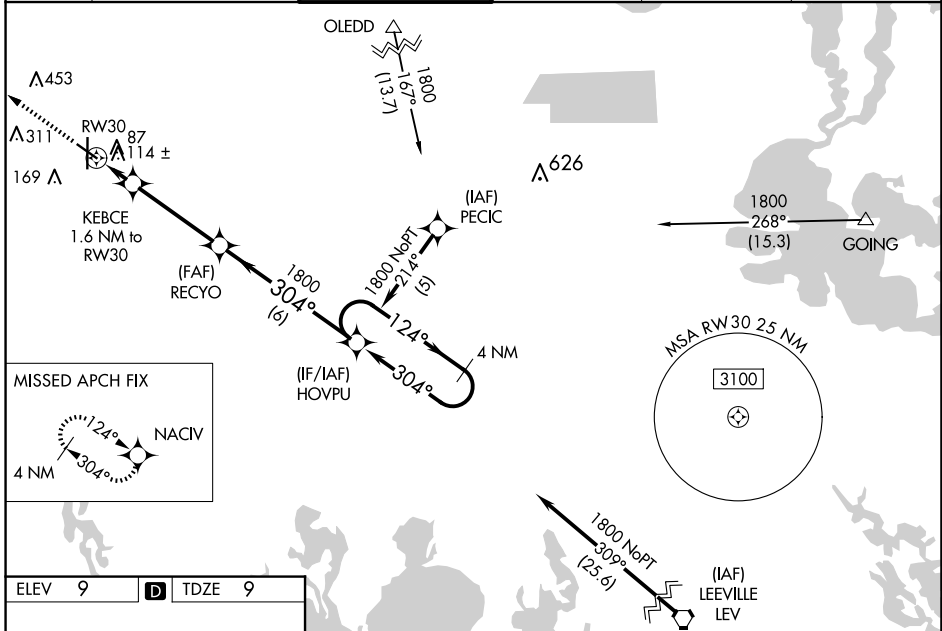 OLEDD
1800
167°
(13.7)
453
311
RW30
87
114 ±
169
626
KEBCE
1.6 NM to
RW30
(IAF)
PECIC
1800
268°
(15.3)
GOING
(FAF)
RECYO
1800
304°
(6)
1800 NoPT
214°
(5)
124°
304°
4 NM
(IF/IAF)
HOVPU
MSA RW30 25 NM
3100
MISSED APCH FIX
124°
304°
4 NM
NACIV
1800 NoPT
309°
(25.6)
(IAF)
LEEVILLE
LEV
ELEV 9 D TDZE 9